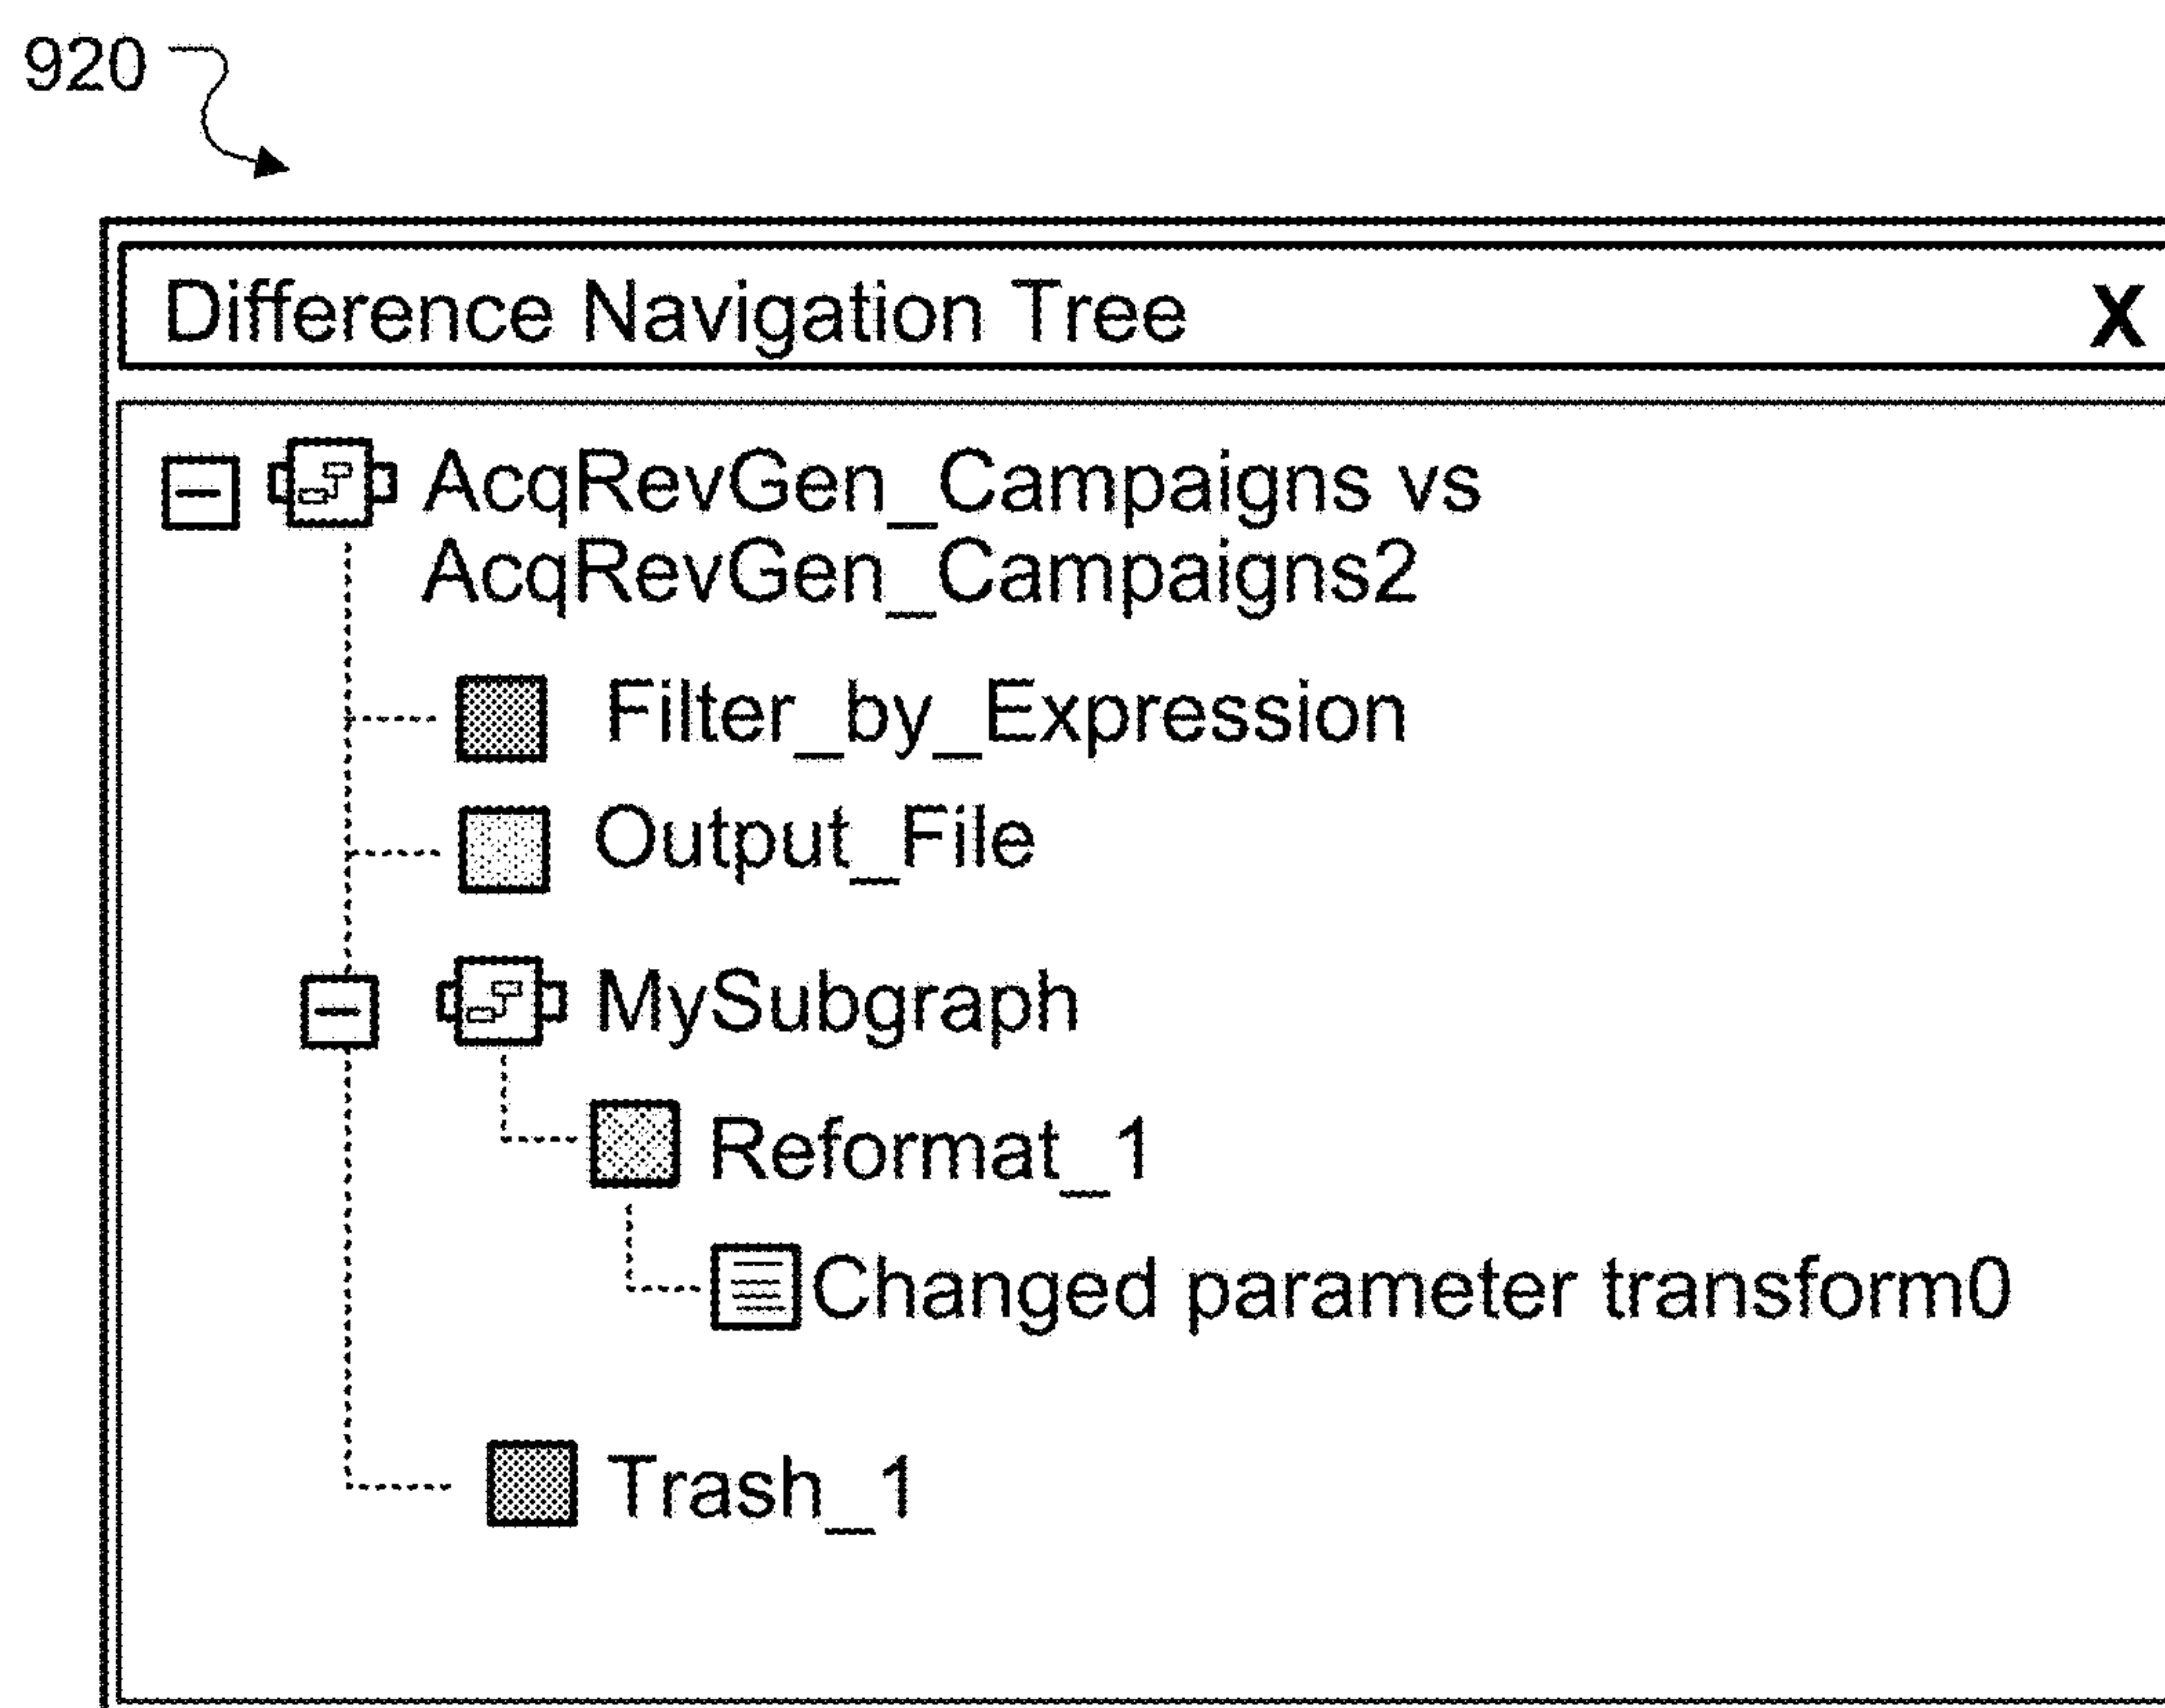 920
Difference Navigation Tree X
AcqRevGen_Campaigns vs
AcqRevGen_Campaigns2
Filter_by_Expression
Output_File
MySubgraph
Reformat_1
Changed parameter transform0
Trash_1